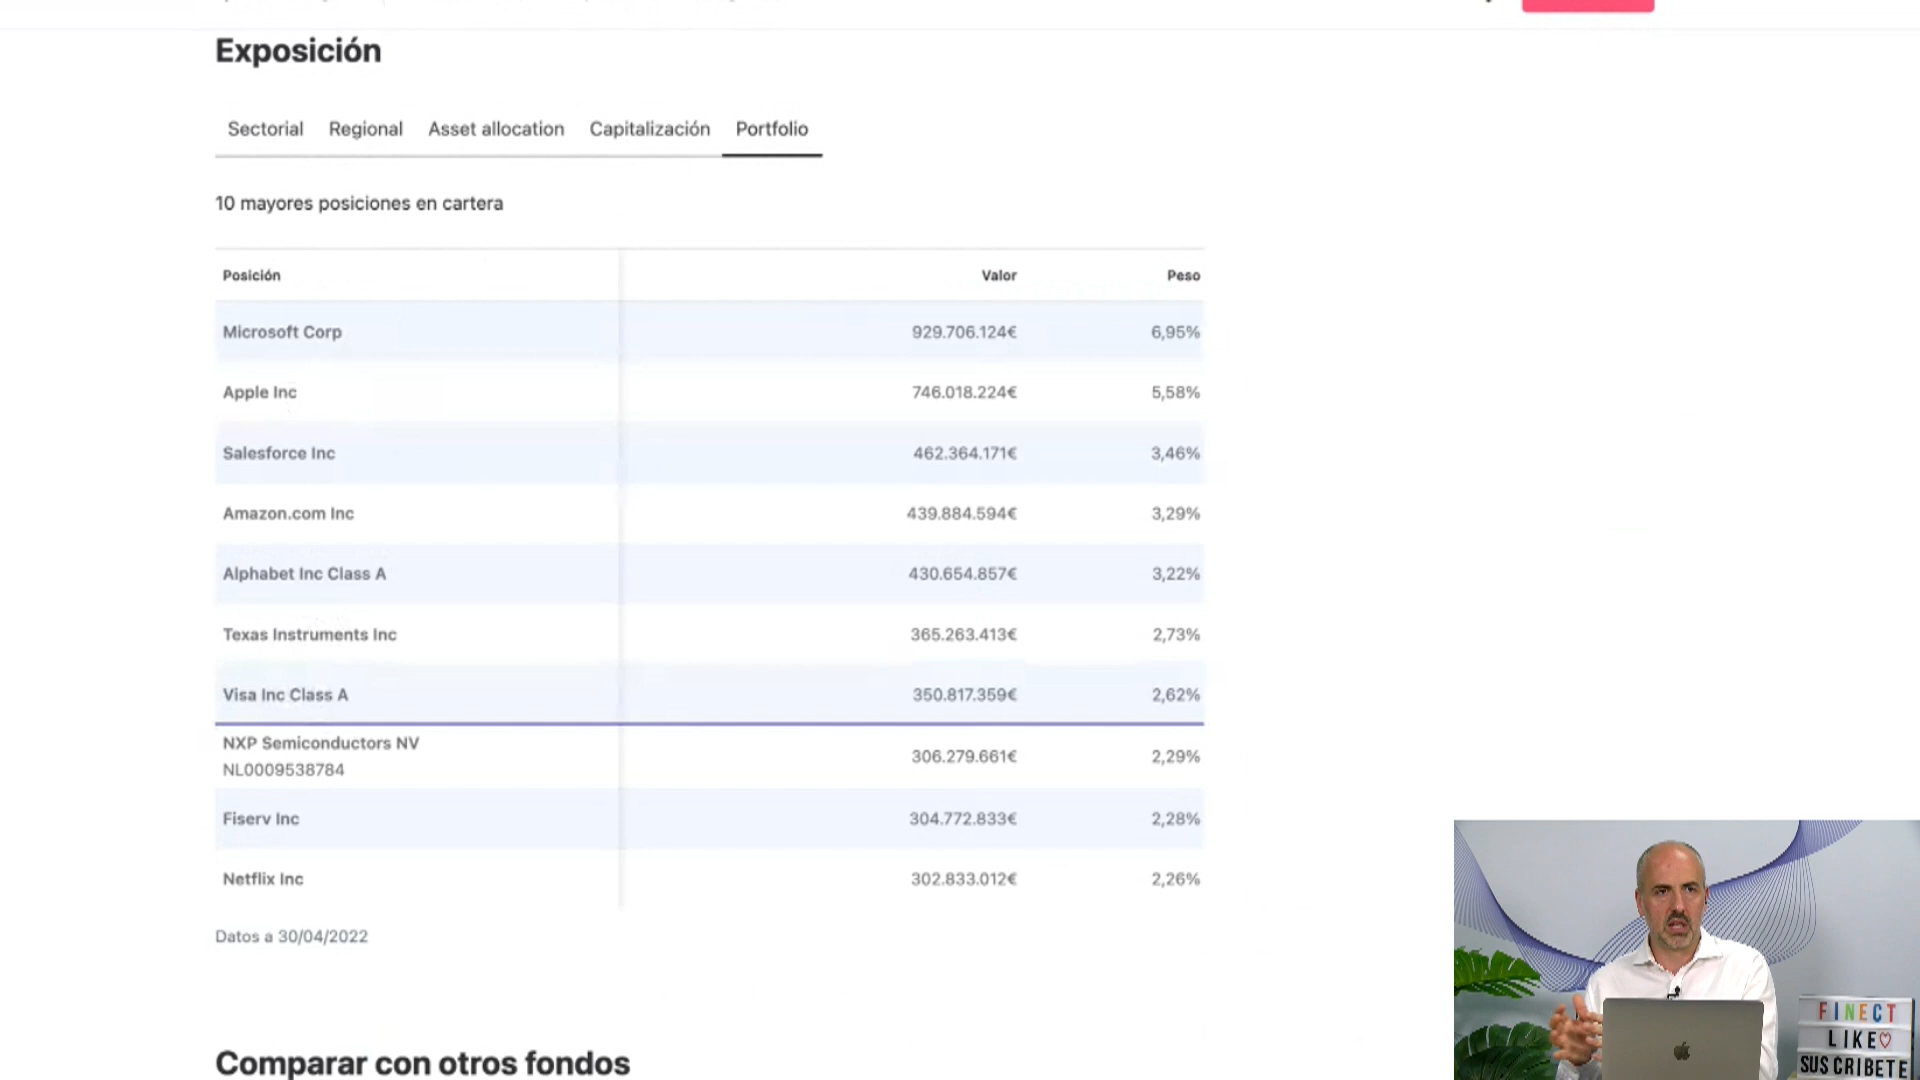 Exposición
Sectorial Regional Asset allocation Capitalización Portfolio
10 mayores posiciones en cartera
Posición Valor Peso
Microsoft Corp 929.706.124€ 6,95%
Apple Inc 746.018.224€ 5,58%
Salesforce Inc 462.364.171€ 3,46%
Amazon.com Inc 439.884.594€ 3,29%
Alphabet Inc Class A 430.654.857€ 3,22%
Texas Instruments Inc 365.263.413€ 2,73%
Visa Inc Class A 350.817.359€ 2,62%
NXP Semiconductors NV 306.279.661€ 2,29%
NL0009538784
Fiserv Inc 304.772.833€ 2,28%
Netflix Inc 302.833.012€ 2,26%
Datos a 30/04/2022
Comparar con otros fondos
FINECT
LIKE♡
SUSCRIBETE